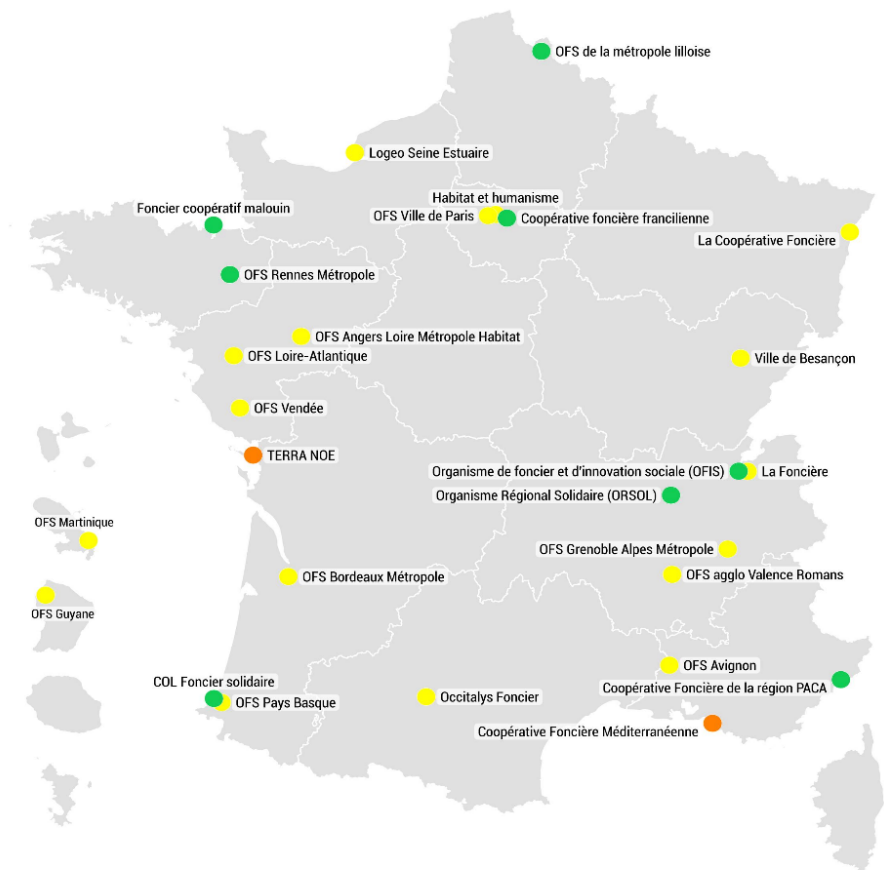 OFS de la métropole lilloise
Logeo Seine Estuaire
Habitat et humanisme
Foncier coopératif malouin
OFS Ville de Paris
Coopérative foncière francilienne
La Coopérative Foncière
OFS Rennes Métropole
OFS Angers Loire Métropole Habitat
OFS Loire-Atlantique
Ville de Besançon
OFS Vendée
TERRA NOE
Organisme de foncier et d'innovation sociale (OFIS)
La Foncière
Organisme Régional Solidaire (ORSOL)
OFS Martinique
OFS Grenoble Alpes Métropole
OFS Bordeaux Métropole
OFS agglo Valence Romans
OFS Guyane
OFS Avignon
COL Foncier solidaire
Coopérative Foncière de la région PACA
OFS Pays Basque
Occitalys Foncier
Coopérative Foncière Méditerranéenne